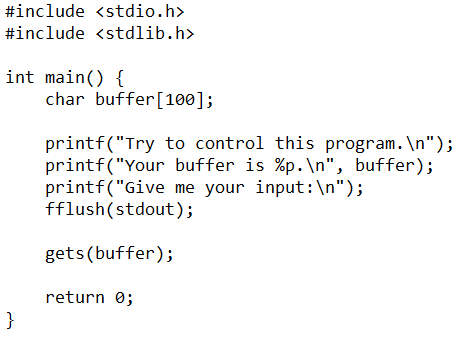 #include <stdio.h>
#include <stdlib.h>
int main() {
char buffer[100];
printf("Try to control this program.\n");
printf("Your buffer is %p.\n", buffer);
printf("Give me your input:\n");
fflush(stdout);
gets(buffer);
return 0;
}